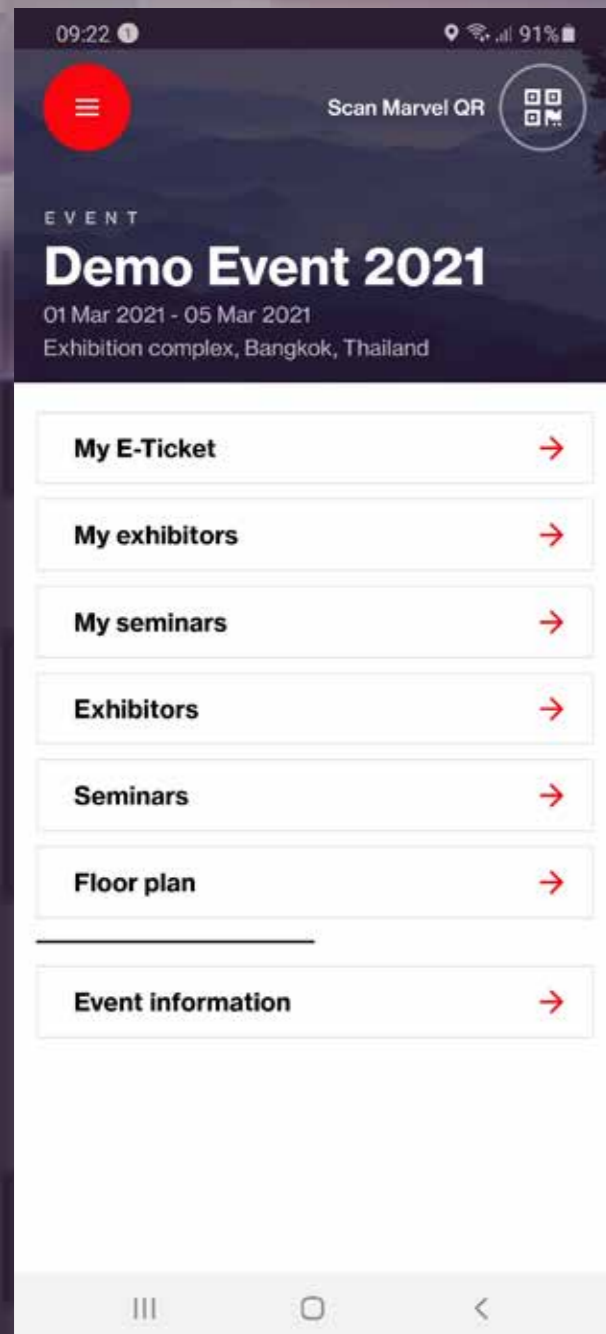 09:22 1
91%
Scan Marvel QR
EVENT
Demo Event 2021
01 Mar 2021 - 05 Mar 2021
Exhibition complex, Bangkok, Thailand
My E-Ticket
My exhibitors
My seminars
Exhibitors
Seminars
Floor plan
Event information